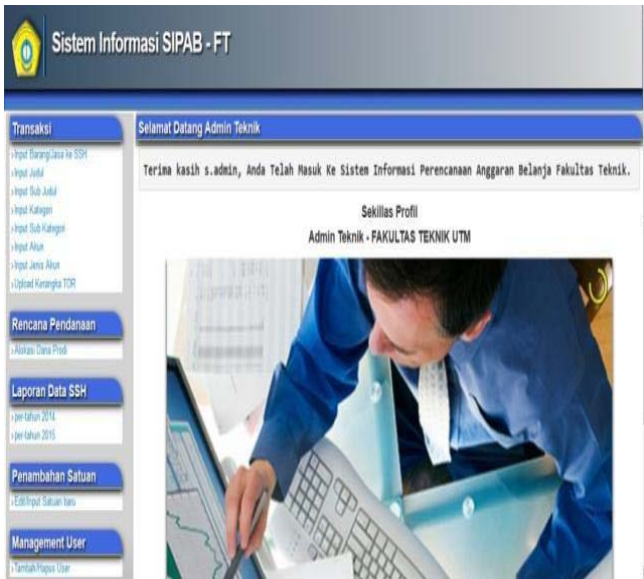 Sistem Informasi SIPAB - FT
Transaksi
› Input Barang/Jasa ke SSH
› Input Judul
› Input Sub Judul
› Input Kategori
› Input Sub Kategori
› Input Akun
› Input Jenis Akun
› Upload Kerangka TOR
Rencana Pendanaan
› Alokasi Dana Prodi
Laporan Data SSH
› per-tahun 2014
› per-tahun 2015
Penambahan Satuan
› Edit/Input Satuan baru
Management User
› Tambah/Hapus User
Selamat Datang Admin Teknik
Terima kasih s.admin, Anda Telah Masuk Ke Sistem Informasi Perencanaan Anggaran Belanja Fakultas Teknik.
Sekillas Profil
Admin Teknik - FAKULTAS TEKNIK UTM